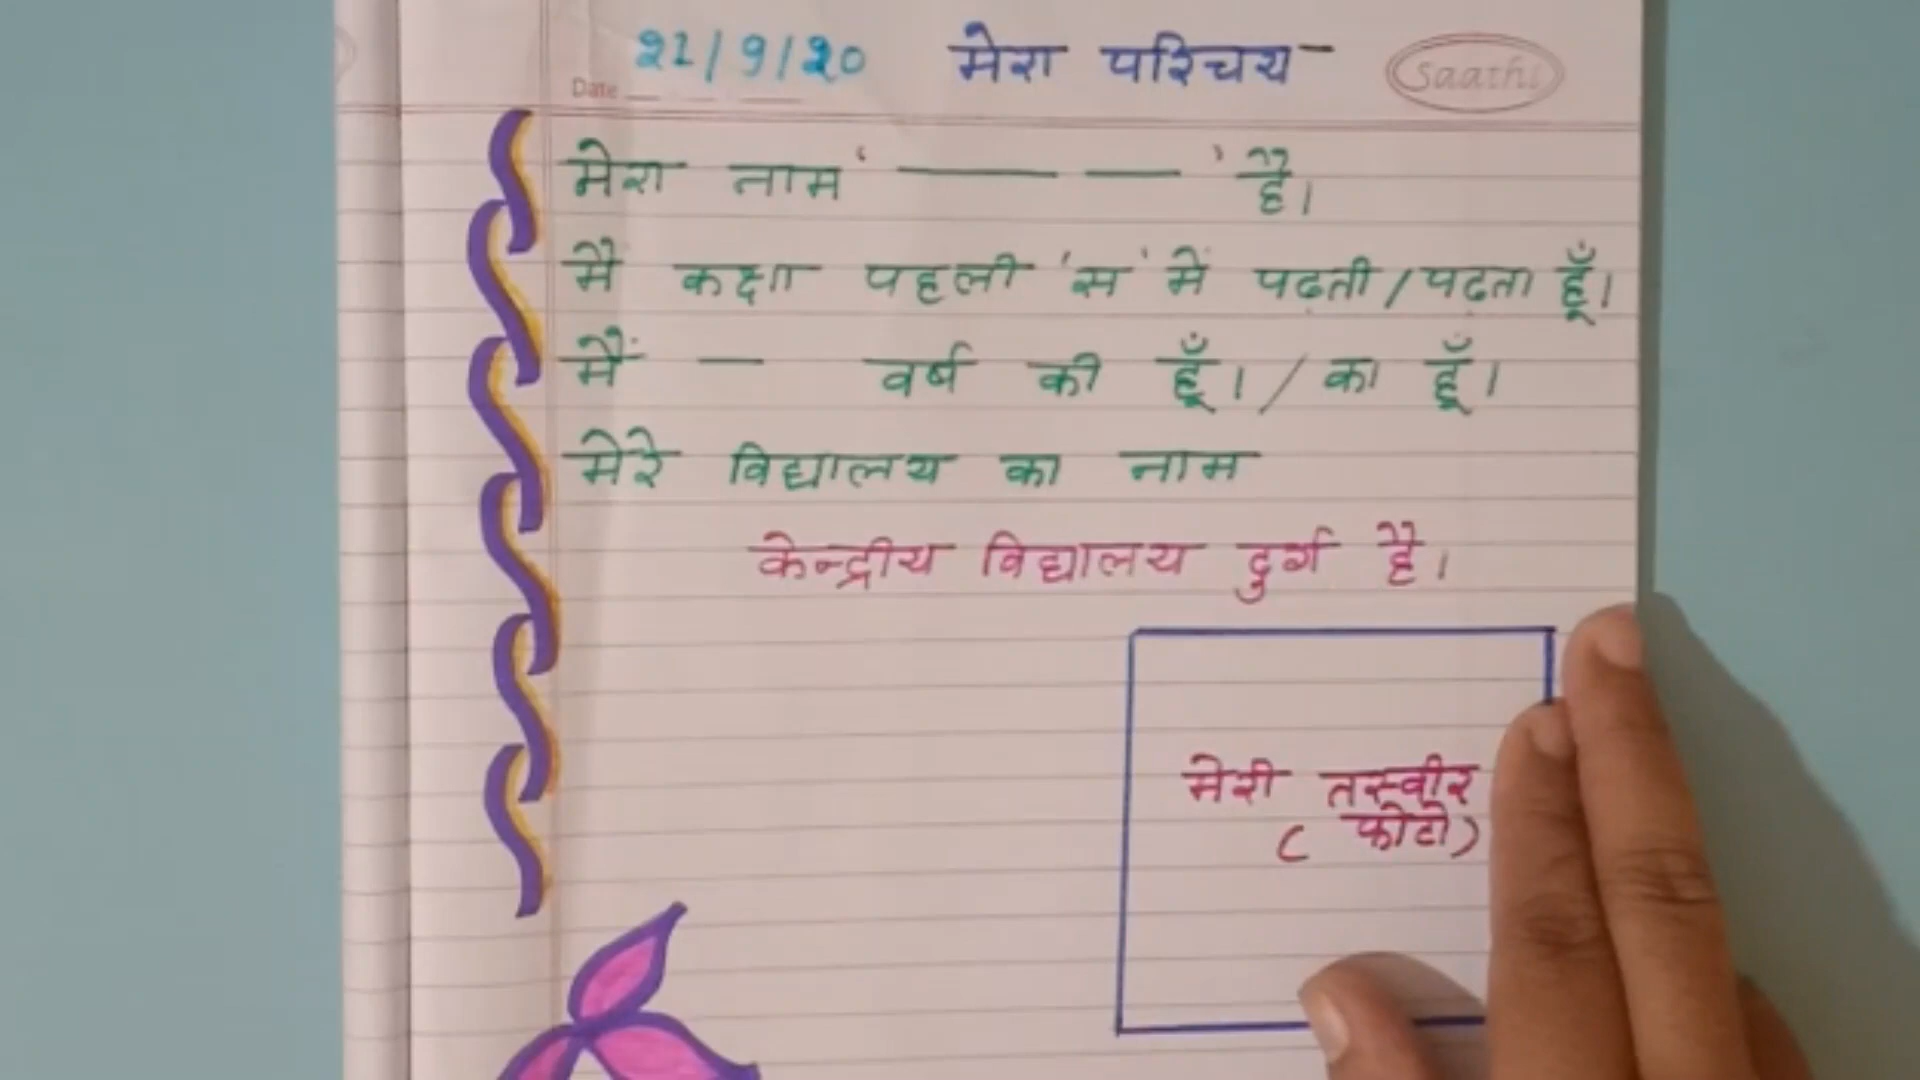 21/9/20 मेरा परिचय
Saathi
Date
मेरा नाम ' —— — ' है।
मैं कक्षा पहली 'स' में पढ़ती/पढ़ता हूँ।
मैं — वर्ष की हूँ। / का हूँ।
मेरे विद्यालय का नाम
केन्द्रीय विद्यालय दुर्ग है।
मेरी तस्वीर
( फोटो)